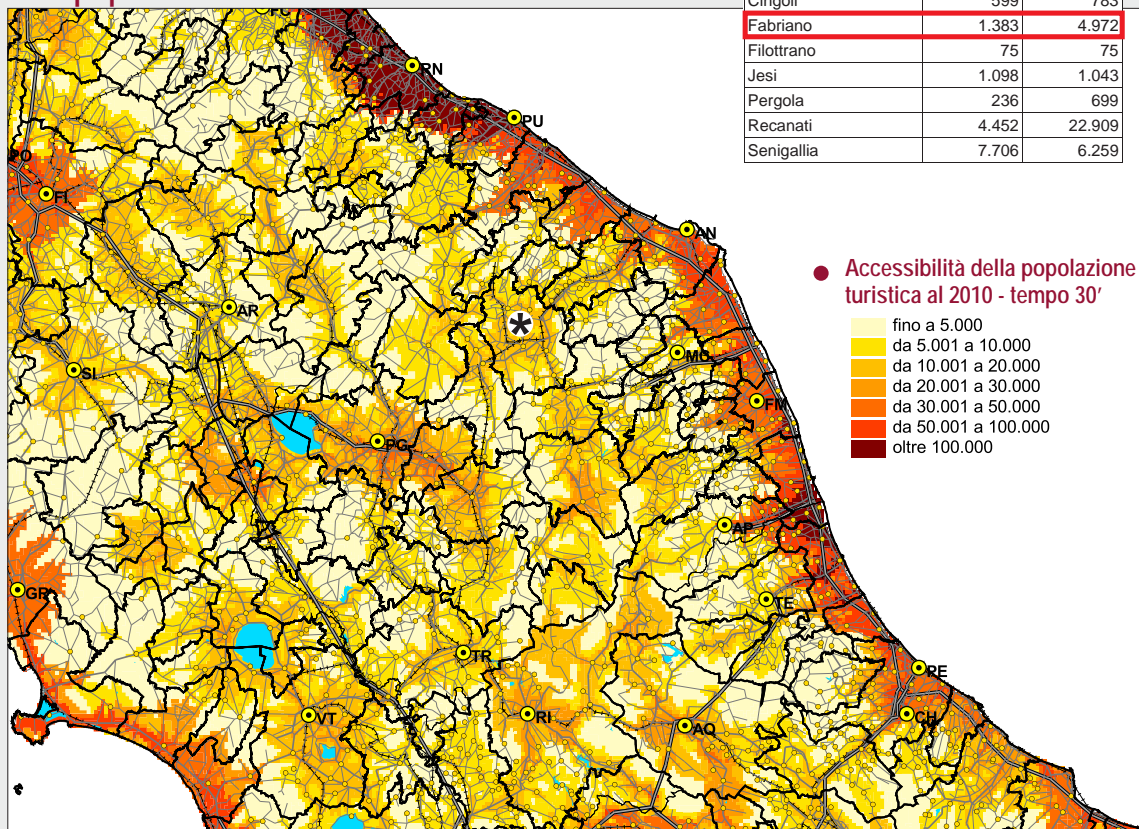 Cingoli 599 783
Fabriano 1.383 4.972
Filottrano 75 75
Jesi 1.098 1.043
Pergola 236 699
Recanati 4.452 22.909
Senigallia 7.706 6.259
Accessibilità della popolazione
turistica al 2010 - tempo 30'
fino a 5.000
da 5.001 a 10.000
da 10.001 a 20.000
da 20.001 a 30.000
da 30.001 a 50.000
da 50.001 a 100.000
oltre 100.000
RN
PU
PO
FI
AN
AR
MC
SI
FM
PG
AP
GR
TE
TR
PE
VT
RI
CH
AQ